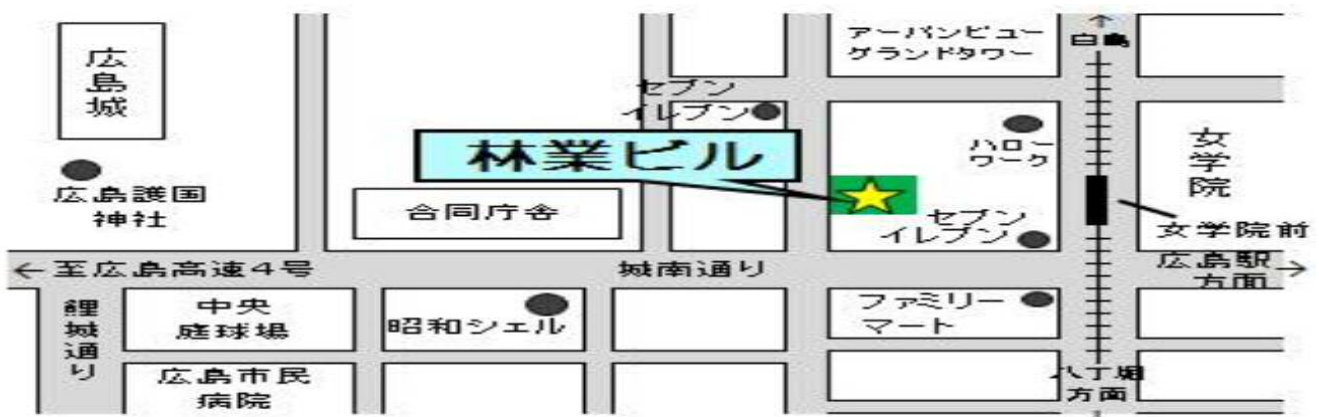 広島城
広島護国
神社
アーバンビュー
グランドタワー
↑
白島
セブン
イレブン
林業ビル
ハロー
ワーク
女学院
合同庁舎
セブン
イレブン
女学院前
←至広島高速4号
城南通り
広島駅→
方面
鯉城通り
中央
庭球場
昭和シェル
ファミリー
マート
広島市民
病院
八丁堀
方面